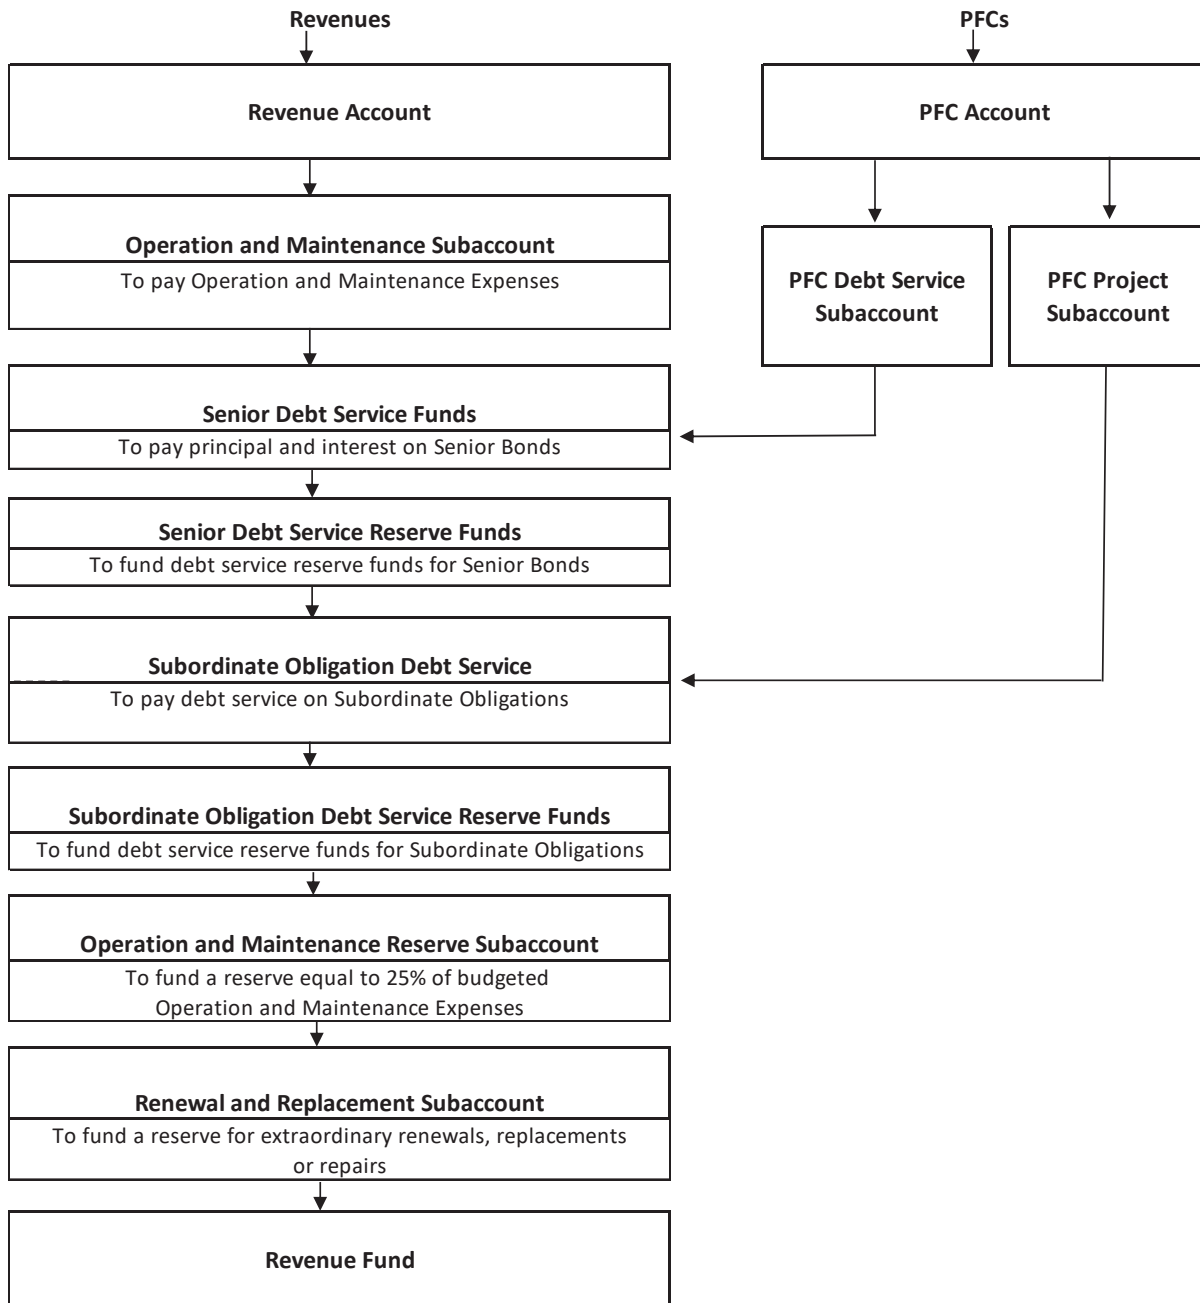 Revenues
PFCs
Revenue Account
PFC Account
Operation and Maintenance Subaccount
To pay Operation and Maintenance Expenses
PFC Debt Service
Subaccount
PFC Project
Subaccount
Senior Debt Service Funds
To pay principal and interest on Senior Bonds
Senior Debt Service Reserve Funds
To fund debt service reserve funds for Senior Bonds
Subordinate Obligation Debt Service
To pay debt service on Subordinate Obligations
Subordinate Obligation Debt Service Reserve Funds
To fund debt service reserve funds for Subordinate Obligations
Operation and Maintenance Reserve Subaccount
To fund a reserve equal to 25% of budgeted
Operation and Maintenance Expenses
Renewal and Replacement Subaccount
To fund a reserve for extraordinary renewals, replacements
or repairs
Revenue Fund